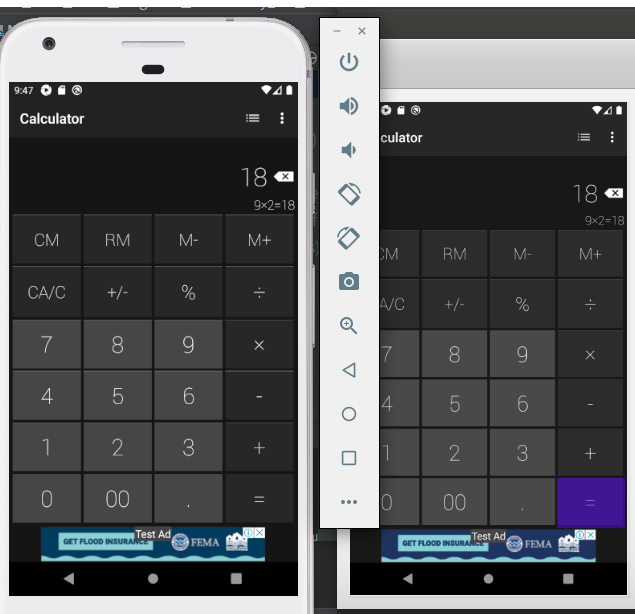 9:47
Calculator
18
9×2=18
CM RM M- M+
CA/C +/- % ÷
7 8 9 ×
4 5 6 -
1 2 3 +
0 00 . =
Test Ad
GET FLOOD INSURANCE
FEMA
lculator
18
9×2=18
CM RM M- M+
A/C +/- % ÷
7 8 9 ×
4 5 6 -
1 2 3 +
0 00 . =
Test Ad
GET FLOOD INSURANCE
FEMA